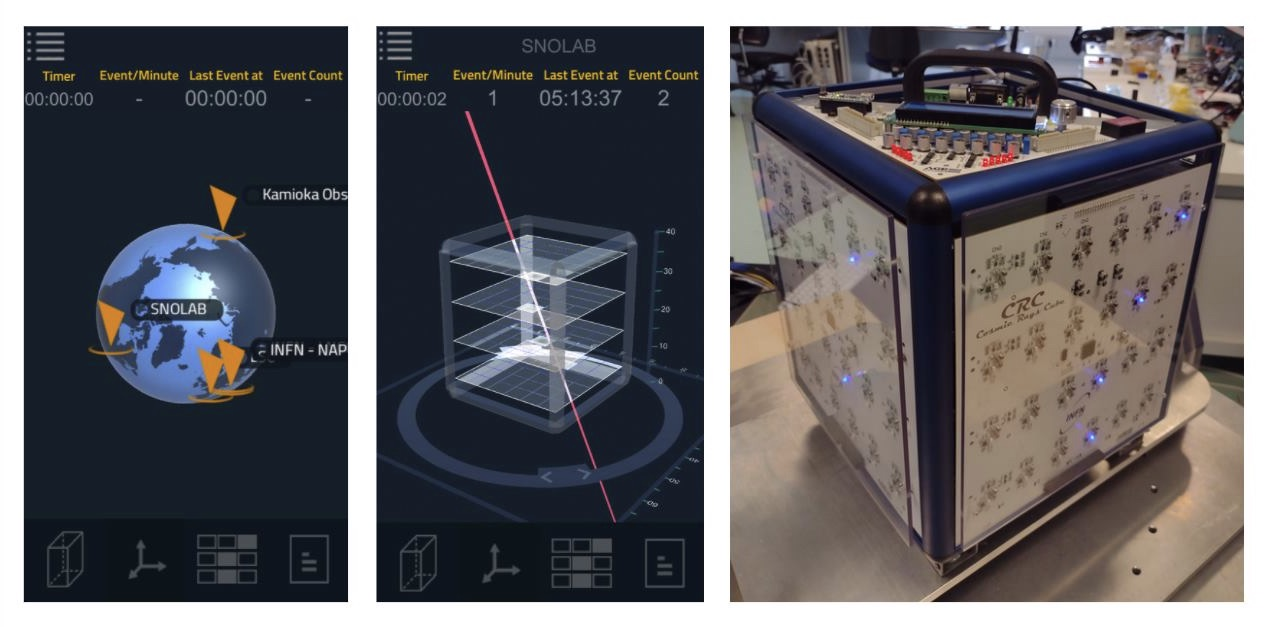 Timer Event/Minute Last Event at Event Count
00:00:00 - 00:00:00 -
Kamioka Obs
SNOLAB
INFN - NAP
SNOLAB
Timer Event/Minute Last Event at Event Count
00:00:02 1 05:13:37 2
40
30
20
10
0
CRC
Cosmic Rays Cube
INFN